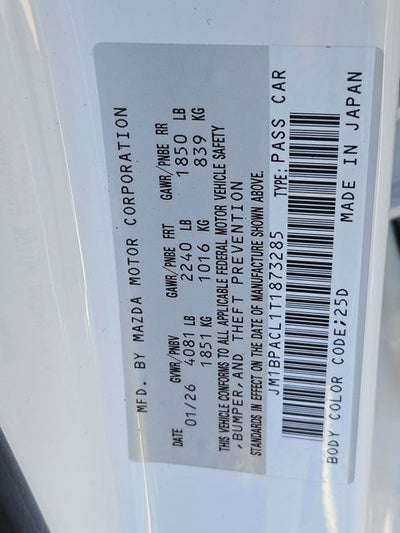 MFD. BY MAZDA MOTOR CORPORATION
DATE GVWR/PNBV GAWR/PNBE FRT GAWR/PNBE RR
01/26 4081 LB 2240 LB 1850 LB
1851 KG 1016 KG 839 KG
THIS VEHICLE CONFORMS TO ALL APPLICABLE FEDERAL MOTOR VEHICLE SAFETY
,BUMPER,AND THEFT PREVENTION
STANDARDS IN EFFECT ON THE DATE OF MANUFACTURE SHOWN ABOVE.
JM1BPACL1T1873285 TYPE: PASS CAR
BODY COLOR CODE;25D MADE IN JAPAN